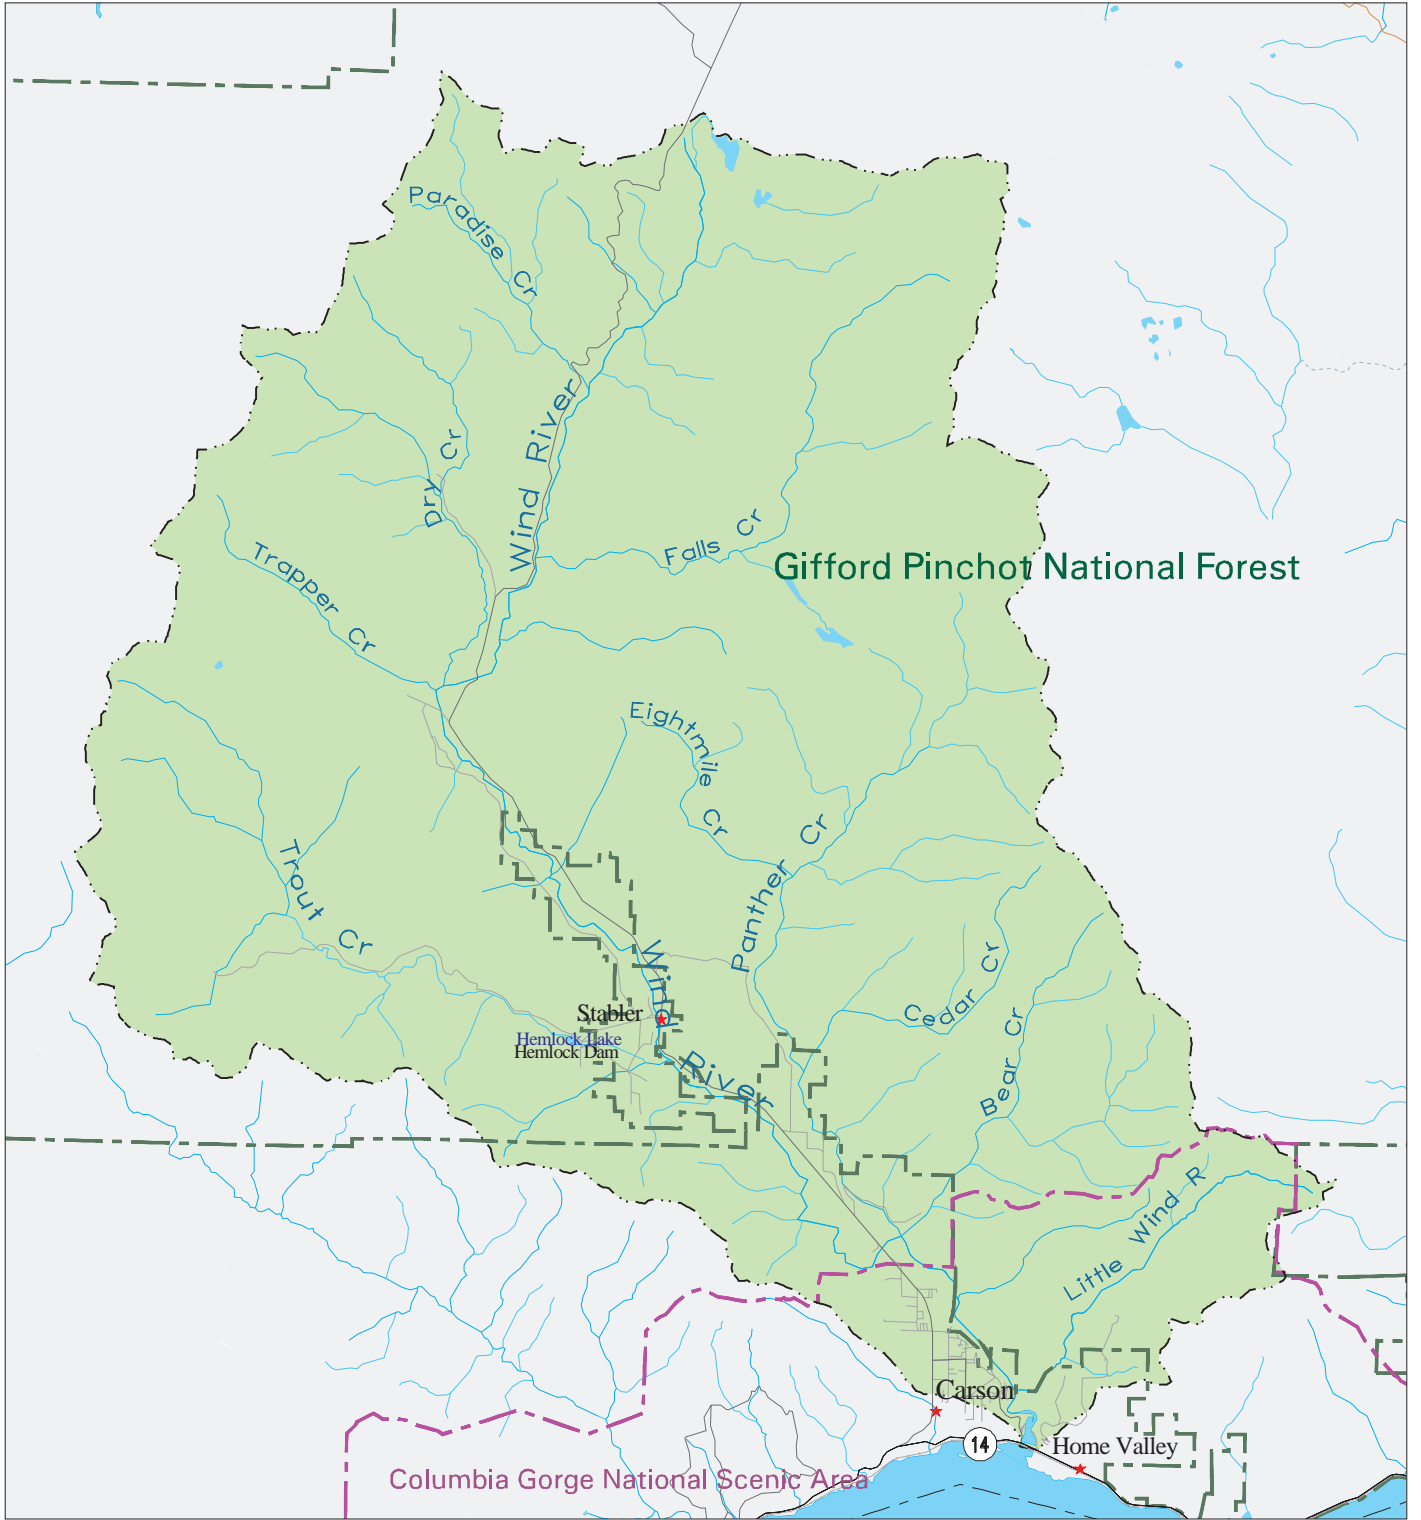 Paradise Cr
Wind River
Dry Cr
Falls Cr
Trapper Cr
Gifford Pinchot National Forest
Eightmile Cr
Panther Cr
Trout Cr
Cedar Cr
Wind River
Stabler
Hemlock Lake
Hemlock Dam
Bear Cr
Little Wind R
Carson
14
Home Valley
Columbia Gorge National Scenic Area